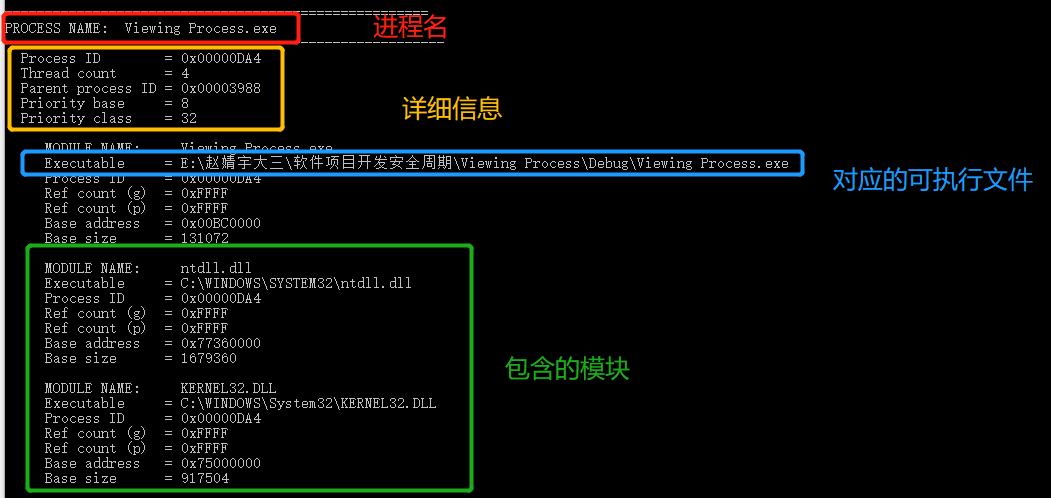 =====================================================
PROCESS NAME:  Viewing Process.exe
进程名
Process ID        = 0x00000DA4
Thread count      = 4
Parent process ID = 0x00003988
Priority base     = 8
Priority class    = 32
详细信息
MODULE NAME:     Viewing Process.exe
Executable     = E:\赵婧宇大三\软件项目开发安全周期\Viewing Process\Debug\Viewing Process.exe
对应的可执行文件
Process ID     = 0x00000DA4
Ref count (g)  = 0xFFFF
Ref count (p)  = 0xFFFF
Base address   = 0x00BC0000
Base size      = 131072
MODULE NAME:     ntdll.dll
Executable     = C:\WINDOWS\SYSTEM32\ntdll.dll
Process ID     = 0x00000DA4
Ref count (g)  = 0xFFFF
Ref count (p)  = 0xFFFF
Base address   = 0x77360000
Base size      = 1679360
包含的模块
MODULE NAME:     KERNEL32.DLL
Executable     = C:\WINDOWS\System32\KERNEL32.DLL
Process ID     = 0x00000DA4
Ref count (g)  = 0xFFFF
Ref count (p)  = 0xFFFF
Base address   = 0x75000000
Base size      = 917504